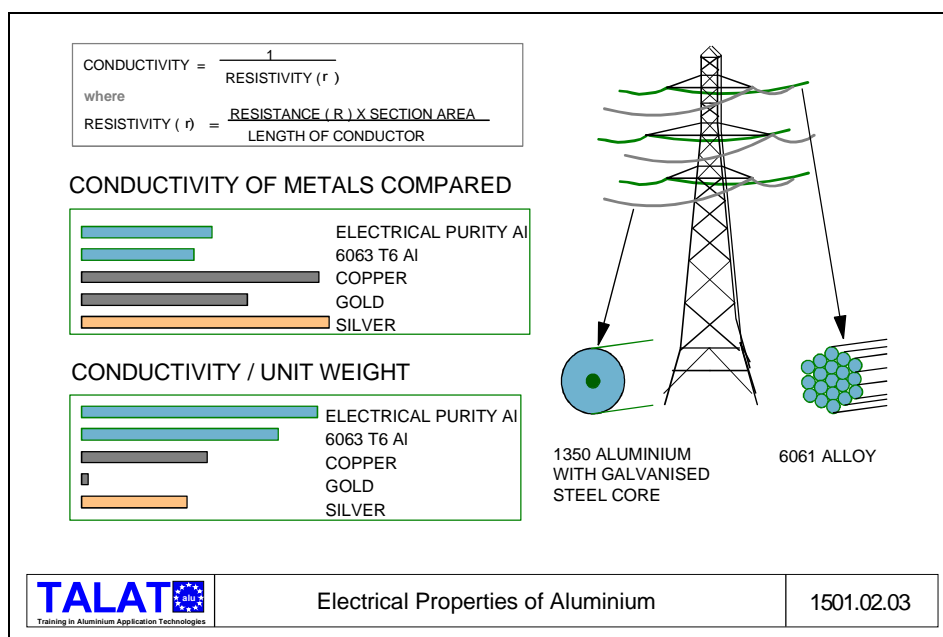 CONDUCTIVITY = 1
RESISTIVITY ( r )
where
RESISTIVITY ( r) = RESISTANCE ( R ) X SECTION AREA
LENGTH OF CONDUCTOR
CONDUCTIVITY OF METALS COMPARED
ELECTRICAL PURITY Al
6063 T6 Al
COPPER
GOLD
SILVER
CONDUCTIVITY / UNIT WEIGHT
ELECTRICAL PURITY Al
6063 T6 Al
COPPER
GOLD
SILVER
1350 ALUMINIUM
WITH GALVANISED
STEEL CORE
6061 ALLOY
TALAT
alu
Training in Aluminium Application Technologies
Electrical Properties of Aluminium
1501.02.03